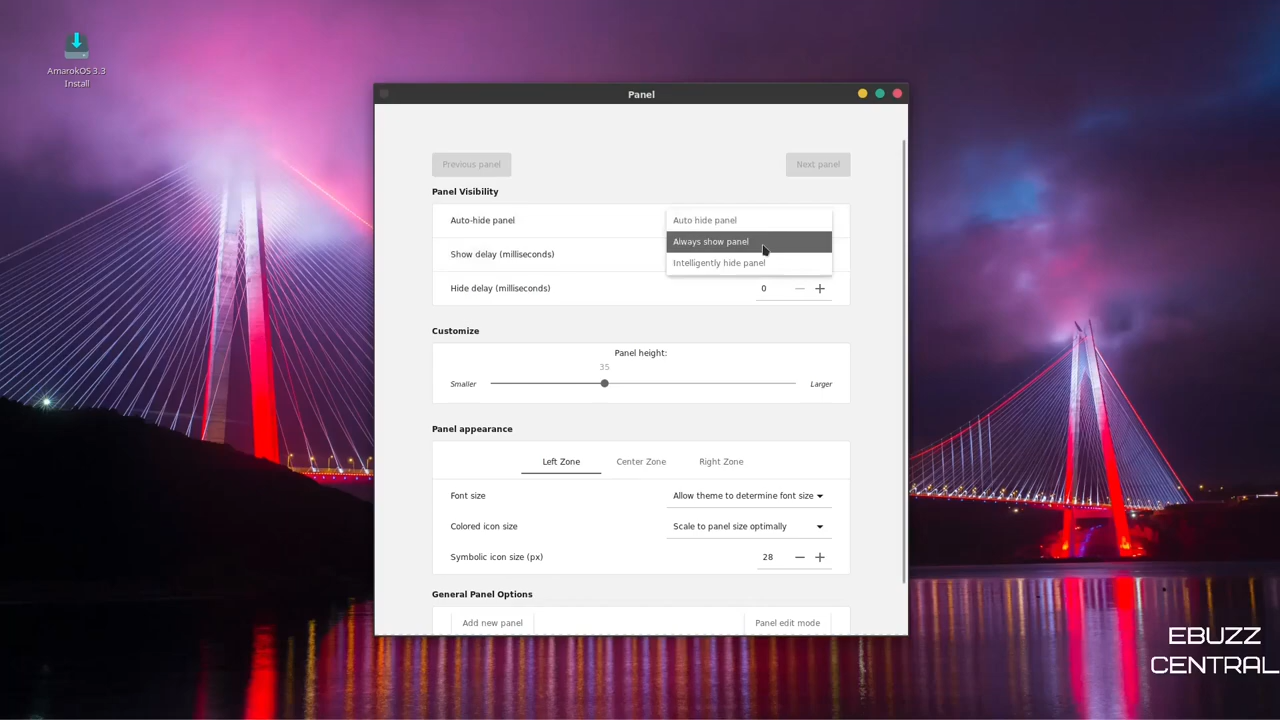 AmarokOS 3.3
Install
Panel
Previous panel
Next panel
Panel Visibility
Auto-hide panel
Auto hide panel
Always show panel
Show delay (milliseconds)
Intelligently hide panel
Hide delay (milliseconds)
0
Customize
Panel height:
35
Smaller
Larger
Panel appearance
Left Zone
Center Zone
Right Zone
Font size
Allow theme to determine font size
Colored icon size
Scale to panel size optimally
Symbolic icon size (px)
28
General Panel Options
Add new panel
Panel edit mode
EBUZZ
CENTRAL